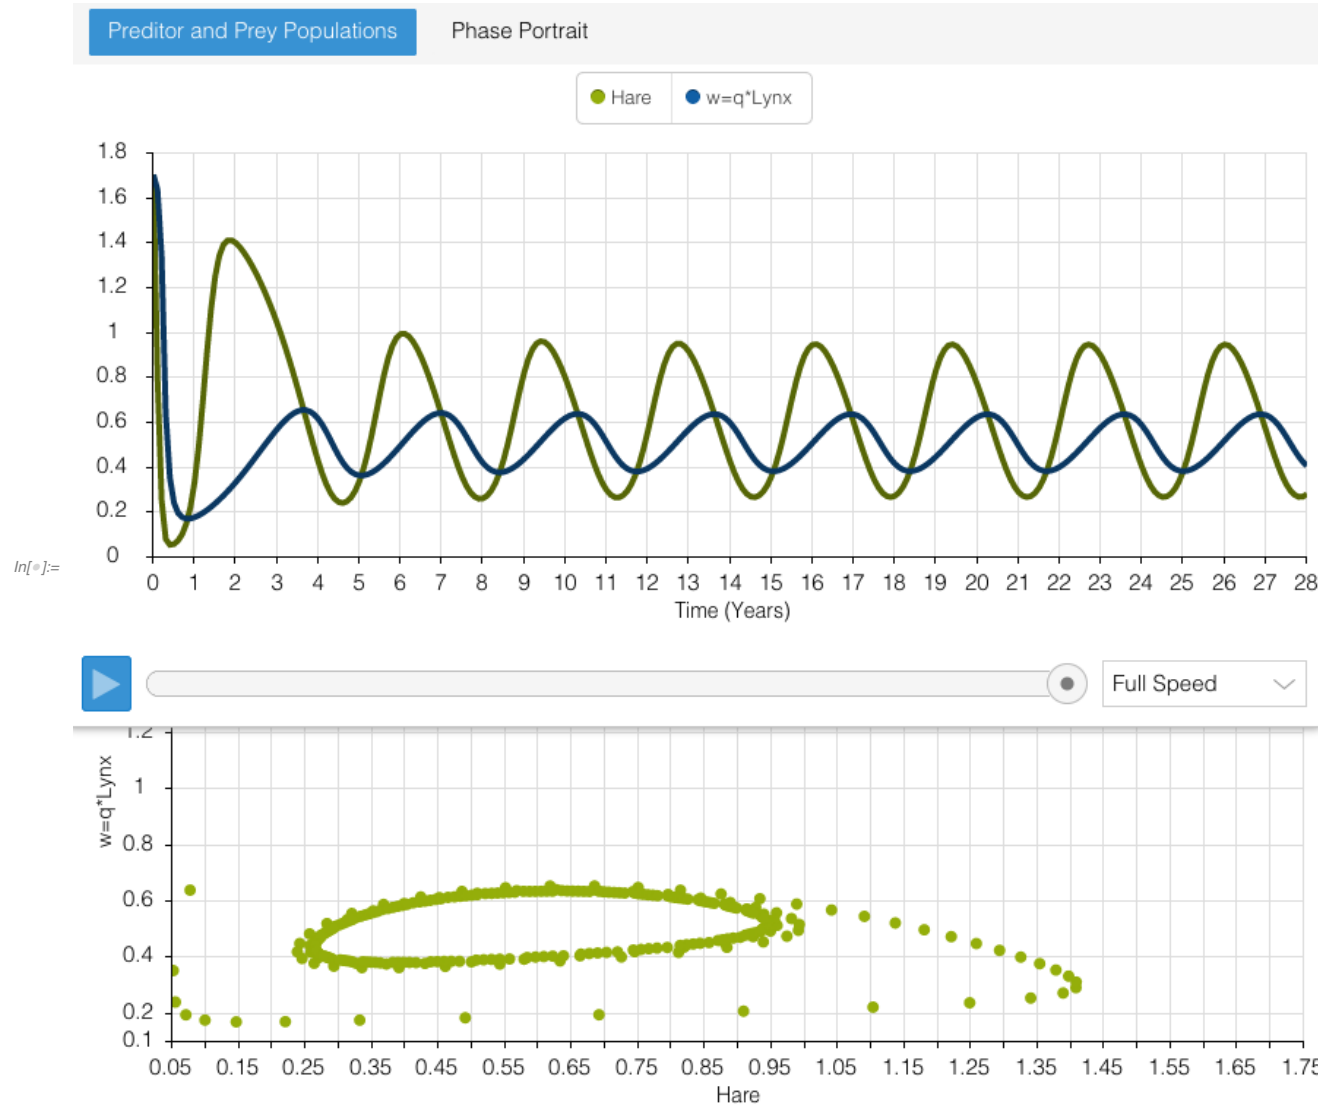 Preditor and Prey Populations Phase Portrait
Hare w=q*Lynx
1.8
1.6
1.4
1.2
1
0.8
0.6
0.4
0.2
0
In[ ]:=
0 1 2 3 4 5 6 7 8 9 10 11 12 13 14 15 16 17 18 19 20 21 22 23 24 25 26 27 28
Time (Years)
Full Speed
1.2
w=q*Lynx
1
0.8
0.6
0.4
0.2
0.1
0.05 0.15 0.25 0.35 0.45 0.55 0.65 0.75 0.85 0.95 1.05 1.15 1.25 1.35 1.45 1.55 1.65 1.75
Hare